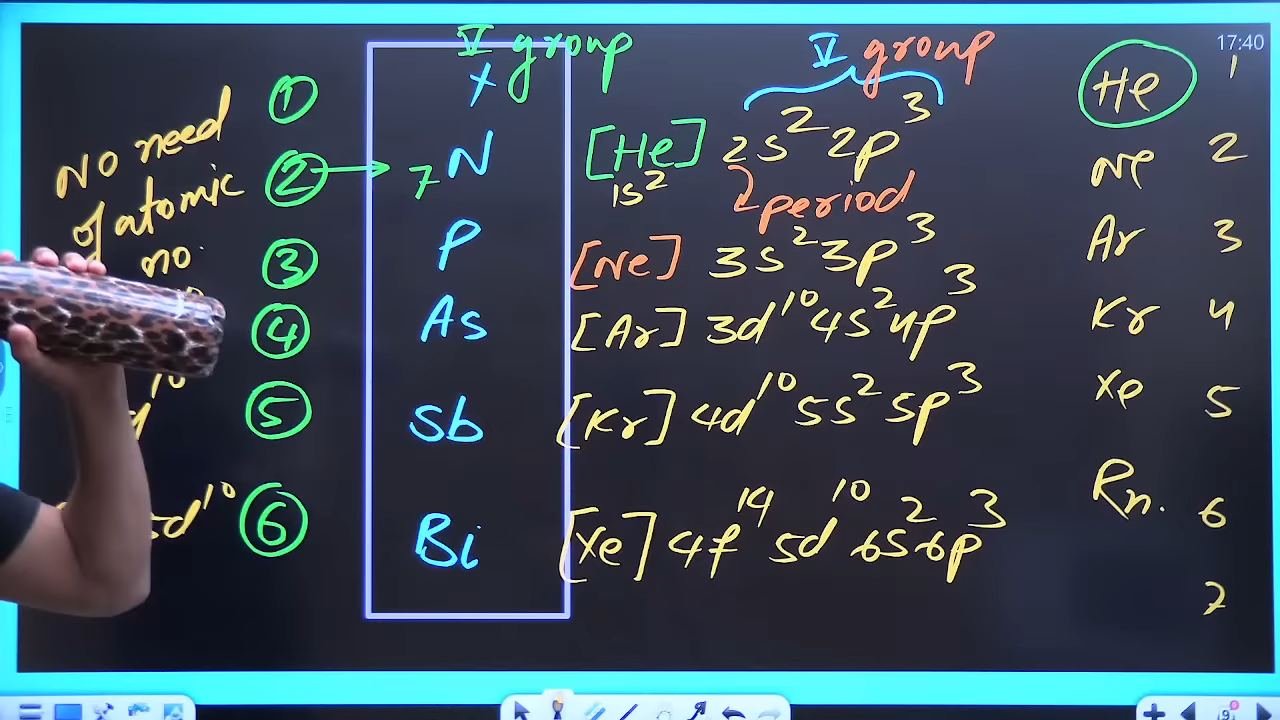 V group
V group
17:40
No need of atomic no.
① x He 1
② → 7N [He] 2s² 2p³ Ne 2
1s² period
③ P [Ne] 3s² 3p³ Ar 3
④ As [Ar] 3d¹⁰ 4s² 4p³ Kr 4
⑤ Sb [Kr] 4d¹⁰ 5s² 5p³ Xe 5
5d¹⁰ ⑥ Bi [Xe] 4f¹⁴ 5d¹⁰ 6s² 6p³ Rn. 6
7